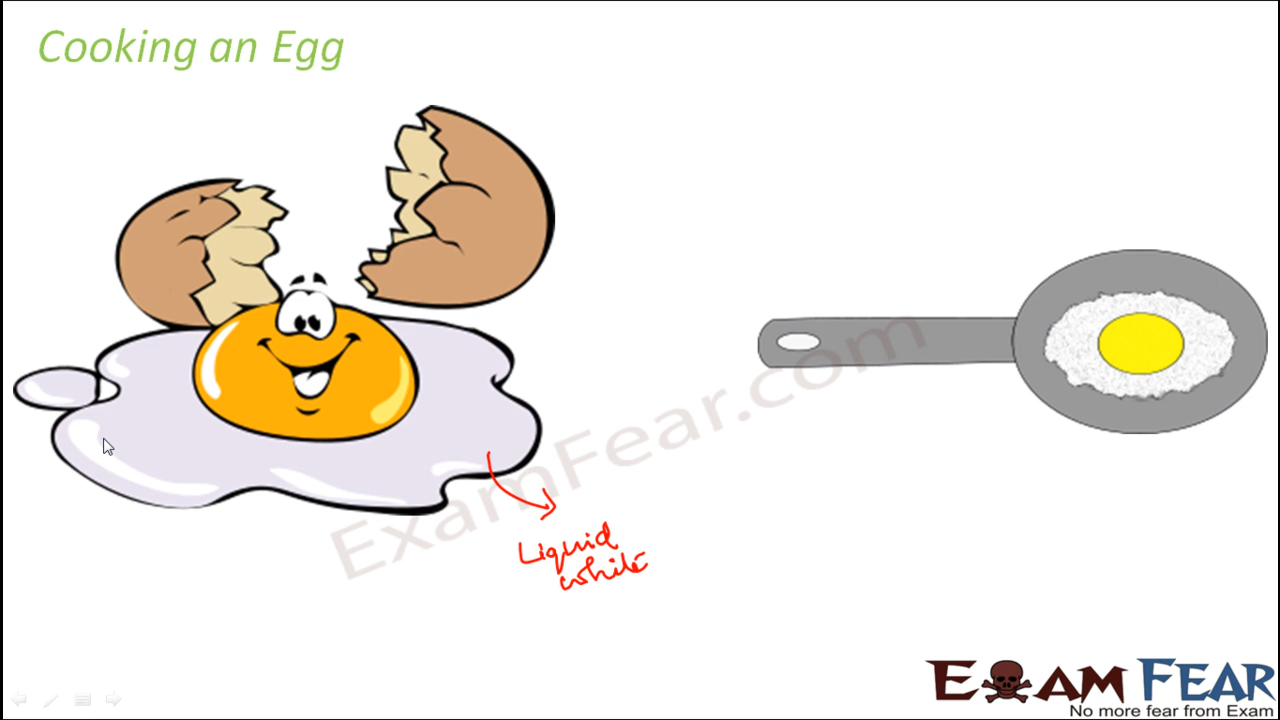 Cooking an Egg
ExamFear.com
Liquid
white
EXAM FEAR
No more fear from Exam